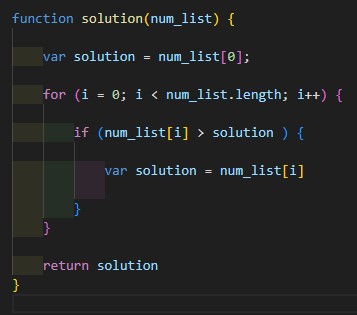 function solution(num_list) {
var solution = num_list[0];
for (i = 0; i < num_list.length; i++) {
if (num_list[i] > solution ) {
var solution = num_list[i]
}
}
return solution
}